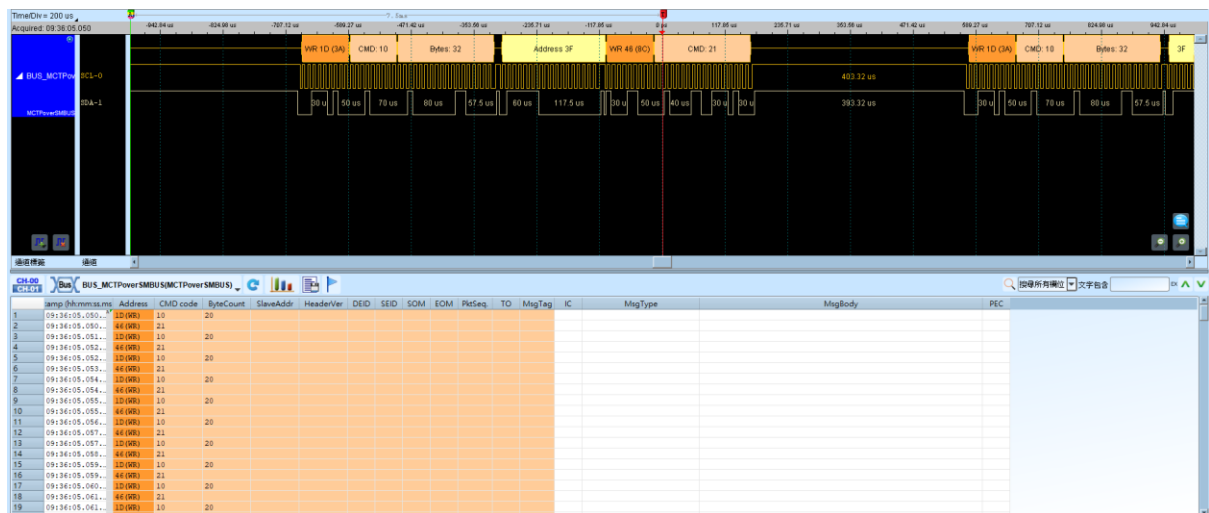 Time/Div= 200 us
Acquired: 09:36:05.050
-942.64 us -824.98 us -707.12 us -589.27 us -471.42 us -353.56 us -235.71 us -117.85 us 0 ps 117.85 us 235.71 us 353.56 us 471.42 us 589.27 us 707.12 us 824.98 us 942.84 us
WR 1D (3A) CMD: 10 Bytes: 32 Address 3F WR 46 (8C) CMD: 21 WR 1D (3A) CMD: 10 Bytes: 32 3F
BUS_MCTPov SCL-0 403.32 us
SDA-1 30 u 50 us 70 us 80 us 57.5 us 60 us 117.5 us 30 u 50 us 40 us 30 u 30 u 393.32 us 30 u 50 us 70 us 80 us 57.5 us
MCTPoverSMBUS
通道標籤 通道
CH-00 CH-01 Bus BUS_MCTPoverSMBUS(MCTPoverSMBUS) 搜尋所有欄位 文字包含
tamp (hh:mm:ss.ms Address CMD code ByteCount SlaveAddr HeaderVer DEID SEID SOM EOM PktSeq. TO MsgTag IC MsgType MsgBody PEC
1 09:36:05.050... 1D(WR) 10 20
2 09:36:05.050... 46(WR) 21
3 09:36:05.051... 1D(WR) 10 20
4 09:36:05.052... 46(WR) 21
5 09:36:05.052... 1D(WR) 10 20
6 09:36:05.053... 46(WR) 21
7 09:36:05.054... 1D(WR) 10 20
8 09:36:05.054... 46(WR) 21
9 09:36:05.055... 1D(WR) 10 20
10 09:36:05.055... 46(WR) 21
11 09:36:05.056... 1D(WR) 10 20
12 09:36:05.057... 46(WR) 21
13 09:36:05.057... 1D(WR) 10 20
14 09:36:05.058... 46(WR) 21
15 09:36:05.059... 1D(WR) 10 20
16 09:36:05.059... 46(WR) 21
17 09:36:05.060... 1D(WR) 10 20
18 09:36:05.061... 46(WR) 21
19 09:36:05.061... 1D(WR) 10 20